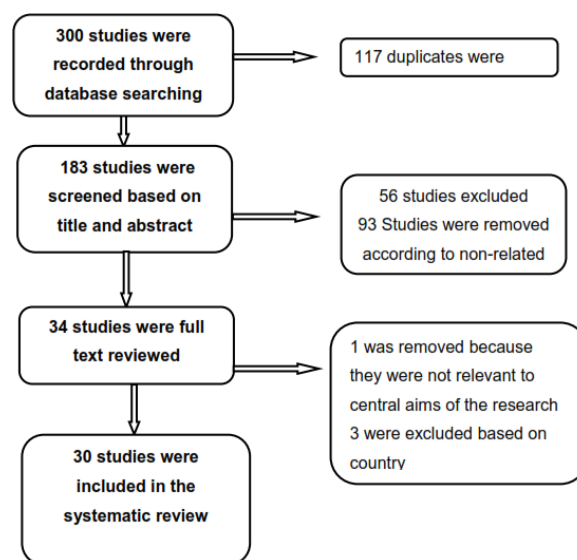 300 studies were
recorded through
database searching
117 duplicates were
183 studies were
screened based on
title and abstract
56 studies excluded
93 Studies were removed
according to non-related
34 studies were full
text reviewed
1 was removed because
they were not relevant to
central aims of the research
3 were excluded based on
country
30 studies were
included in the
systematic review